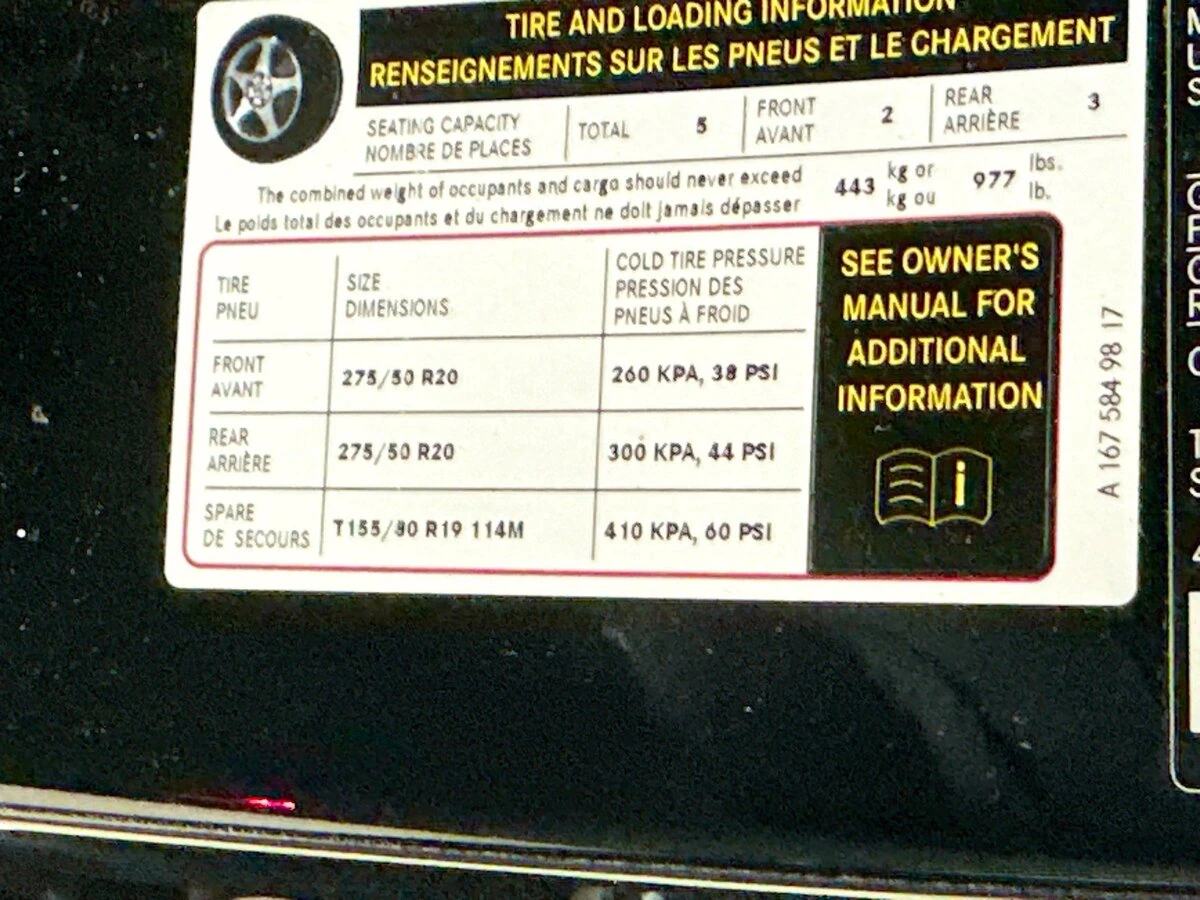 TIRE AND LOADING INFORMATION
RENSEIGNEMENTS SUR LES PNEUS ET LE CHARGEMENT
SEATING CAPACITY
NOMBRE DE PLACES
TOTAL 5
FRONT
AVANT
2
REAR
ARRIÈRE
3
The combined weight of occupants and cargo should never exceed
Le poids total des occupants et du chargement ne doit jamais dépasser
443 kg or
kg ou
977 lbs.
lb.
TIRE
PNEU
SIZE
DIMENSIONS
COLD TIRE PRESSURE
PRESSION DES
PNEUS À FROID
FRONT
AVANT
275/50 R20
260 KPA, 38 PSI
REAR
ARRIÈRE
275/50 R20
300 KPA, 44 PSI
SPARE
DE SECOURS
T155/80 R19 114M
410 KPA, 60 PSI
SEE OWNER'S
MANUAL FOR
ADDITIONAL
INFORMATION
i
A 167 584 98 17